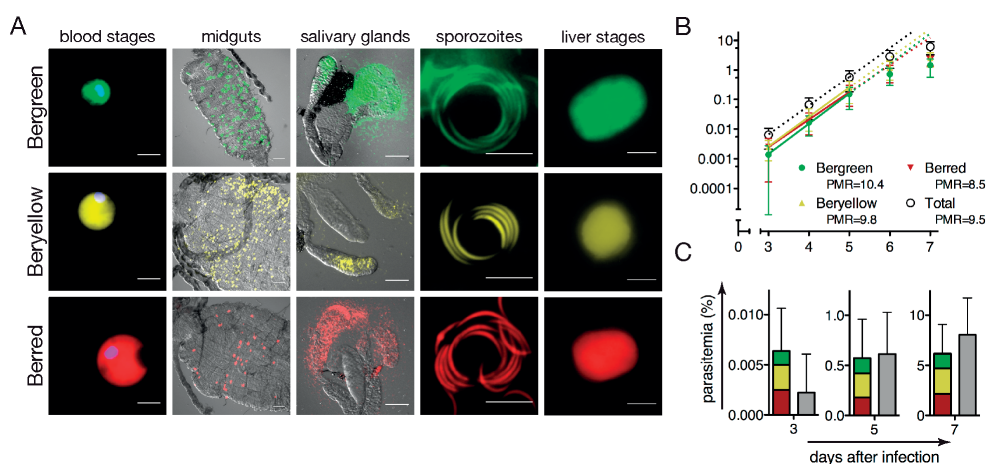 A
blood stages
midguts
salivary glands
sporozoites
liver stages
Bergreen
Beryellow
Berred
B
10
1
0.1
0.01
0.001
0.0001
Bergreen
PMR=10.4
Berred
PMR=8.5
Beryellow
PMR=9.8
Total
PMR=9.5
0 3 4 5 6 7
C
parasitemia (%)
0.010
0.005
0.000
3
1.0
0.5
0.0
5
10
5
0
7
days after infection